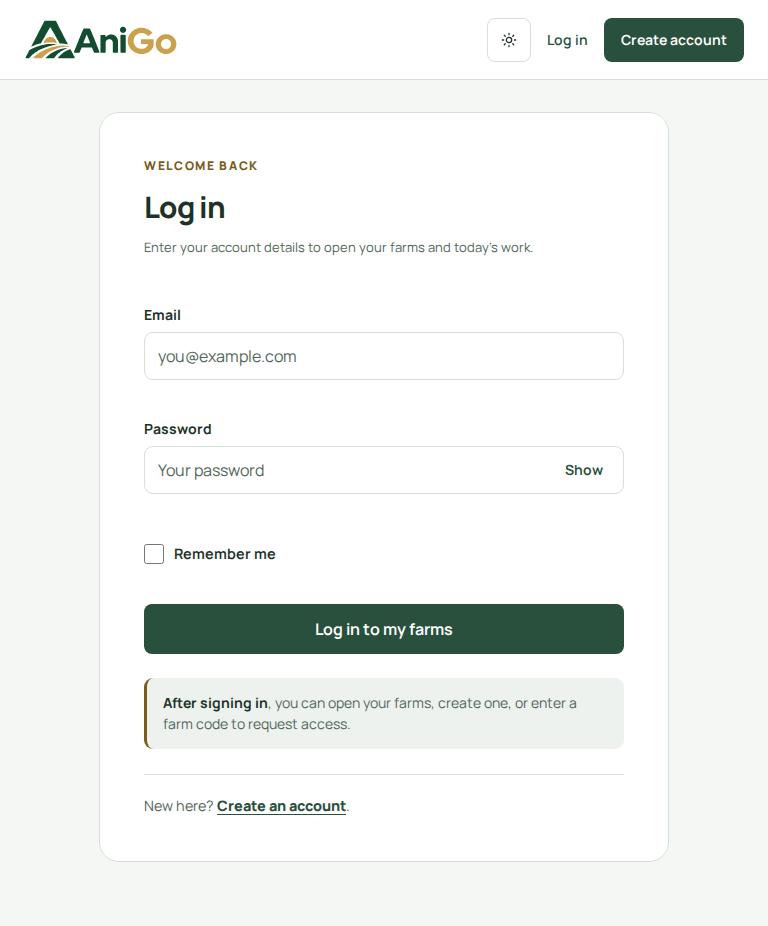 AniGo
Log in
Create account
WELCOME BACK
Log in
Enter your account details to open your farms and today's work.
Email
you@example.com
Password
Your password
Show
Remember me
Log in to my farms
After signing in, you can open your farms, create one, or enter a
farm code to request access.
New here? Create an account.